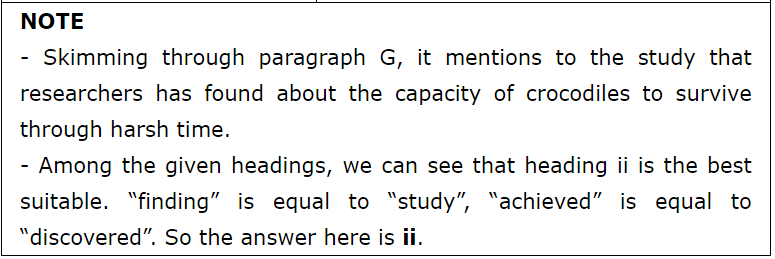 NOTE
- Skimming through paragraph G, it mentions to the study that
researchers has found about the capacity of crocodiles to survive
through harsh time.
- Among the given headings, we can see that heading ii is the best
suitable. “finding” is equal to “study”, “achieved” is equal to
“discovered”. So the answer here is ii.